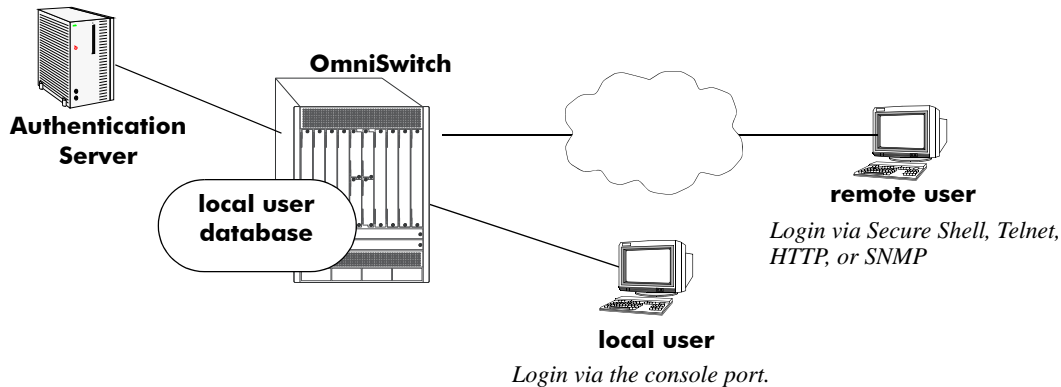 OmniSwitch
Authentication
Server
local user
database
remote user
Login via Secure Shell, Telnet,
HTTP, or SNMP
local user
Login via the console port.